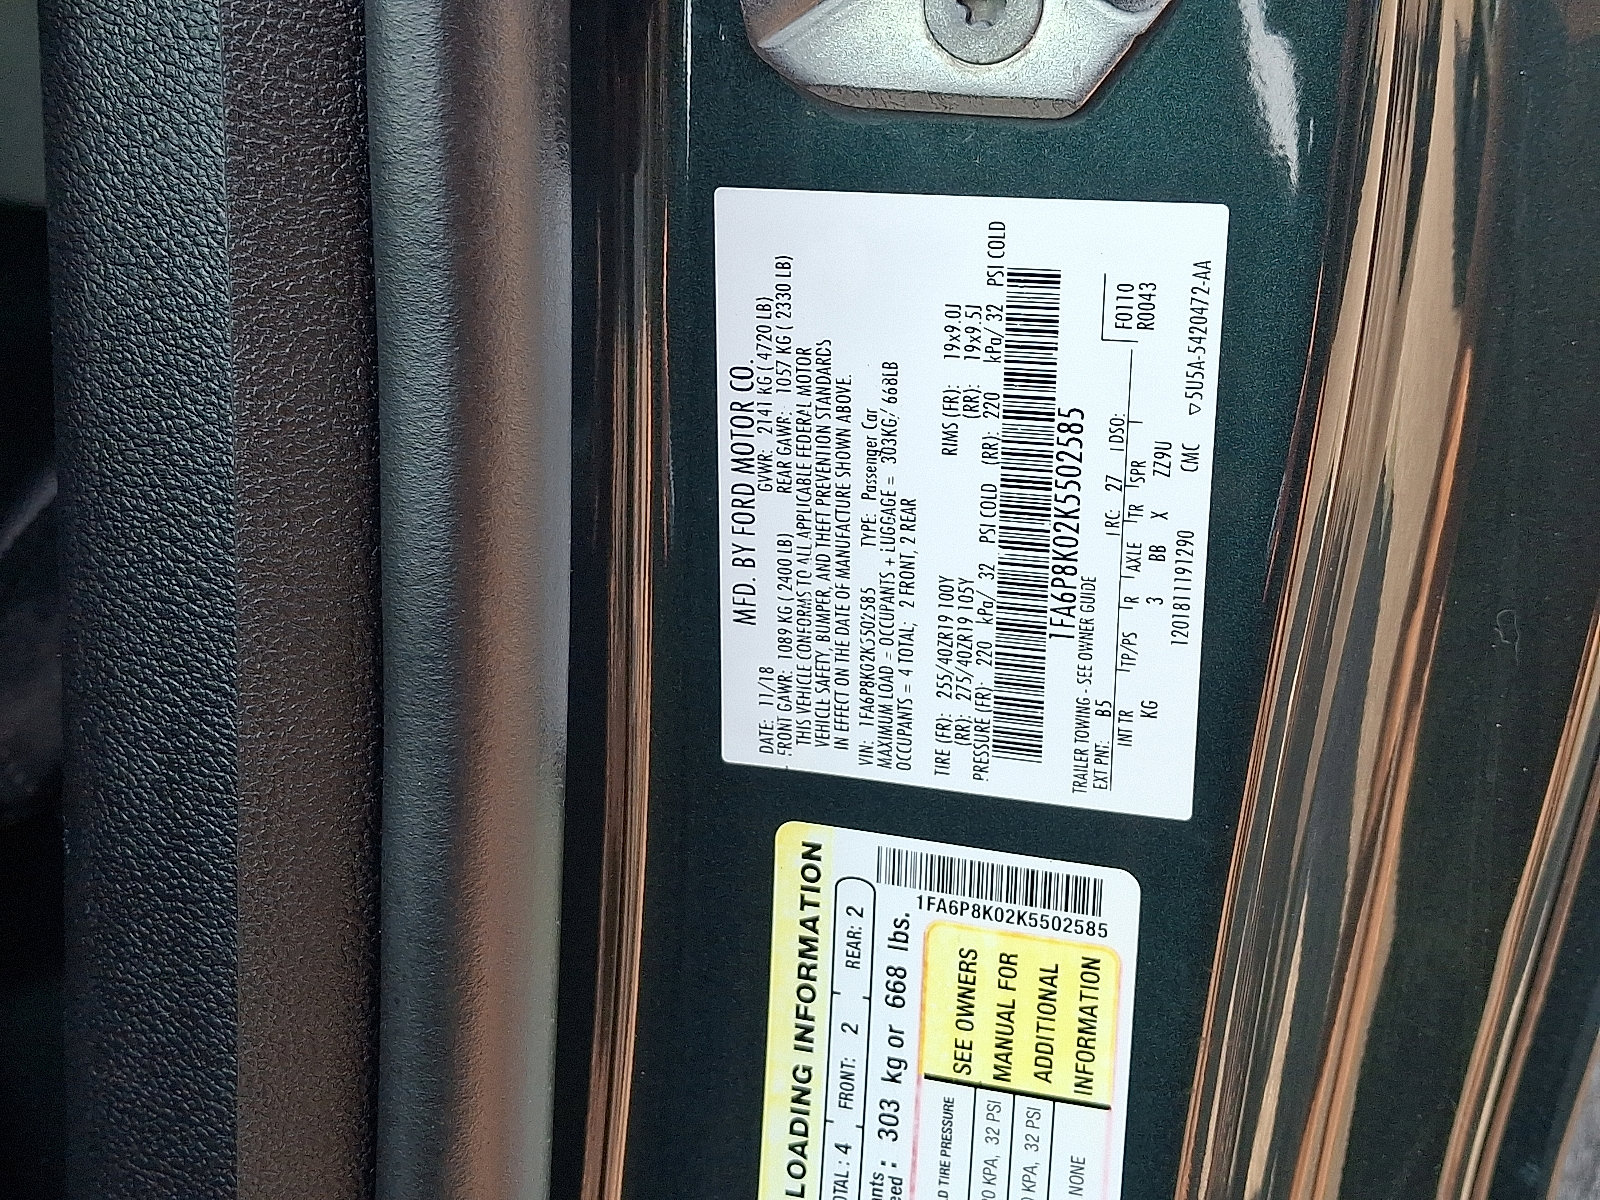 MFD. BY FORD MOTOR CO.
DATE: 11/18 GVWR: 2141 KG ( 4720 LB)
FRONT GAWR: 1089 KG ( 2400 LB) REAR GAWR: 1057 KG ( 2330 LB)
THIS VEHICLE CONFORMS TO ALL APPLICABLE FEDERAL MOTOR
VEHICLE SAFETY, BUMPER, AND THEFT PREVENTION STANDARDS
IN EFFECT ON THE DATE OF MANUFACTURE SHOWN ABOVE.
VIN: 1FA6P8K02K5502585 TYPE: Passenger Car
MAXIMUM LOAD = OCCUPANTS + LUGGAGE = 303KG/ 668LB
OCCUPANTS = 4 TOTAL; 2 FRONT, 2 REAR
TIRE (FR): 255/40ZR19 100Y RIMS (FR): 19x9.0J
(RR): 275/40ZR19 105Y (RR): 19x9.5J
PRESSURE (FR): 220 kPa/ 32 PSI COLD (RR): 220 kPa/ 32 PSI COLD
1FA6P8K02K5502585
TRAILER TOWING - SEE OWNER GUIDE
EXT PNT: B5 RC: 27 DSO:
F0110
R0043
INT TR TP/PS R AXLE TR SPR
KG 3 BB X ZZ9U
1201811191290 CMC ▽5U5A-5420472-AA
LOADING INFORMATION
OTAL: 4 FRONT: 2 REAR: 2
nts
eed: 303 kg or 668 lbs.
1FA6P8K02K5502585
D TIRE PRESSURE
0 KPA, 32 PSI
0 KPA, 32 PSI
NONE
SEE OWNERS
MANUAL FOR
ADDITIONAL
INFORMATION